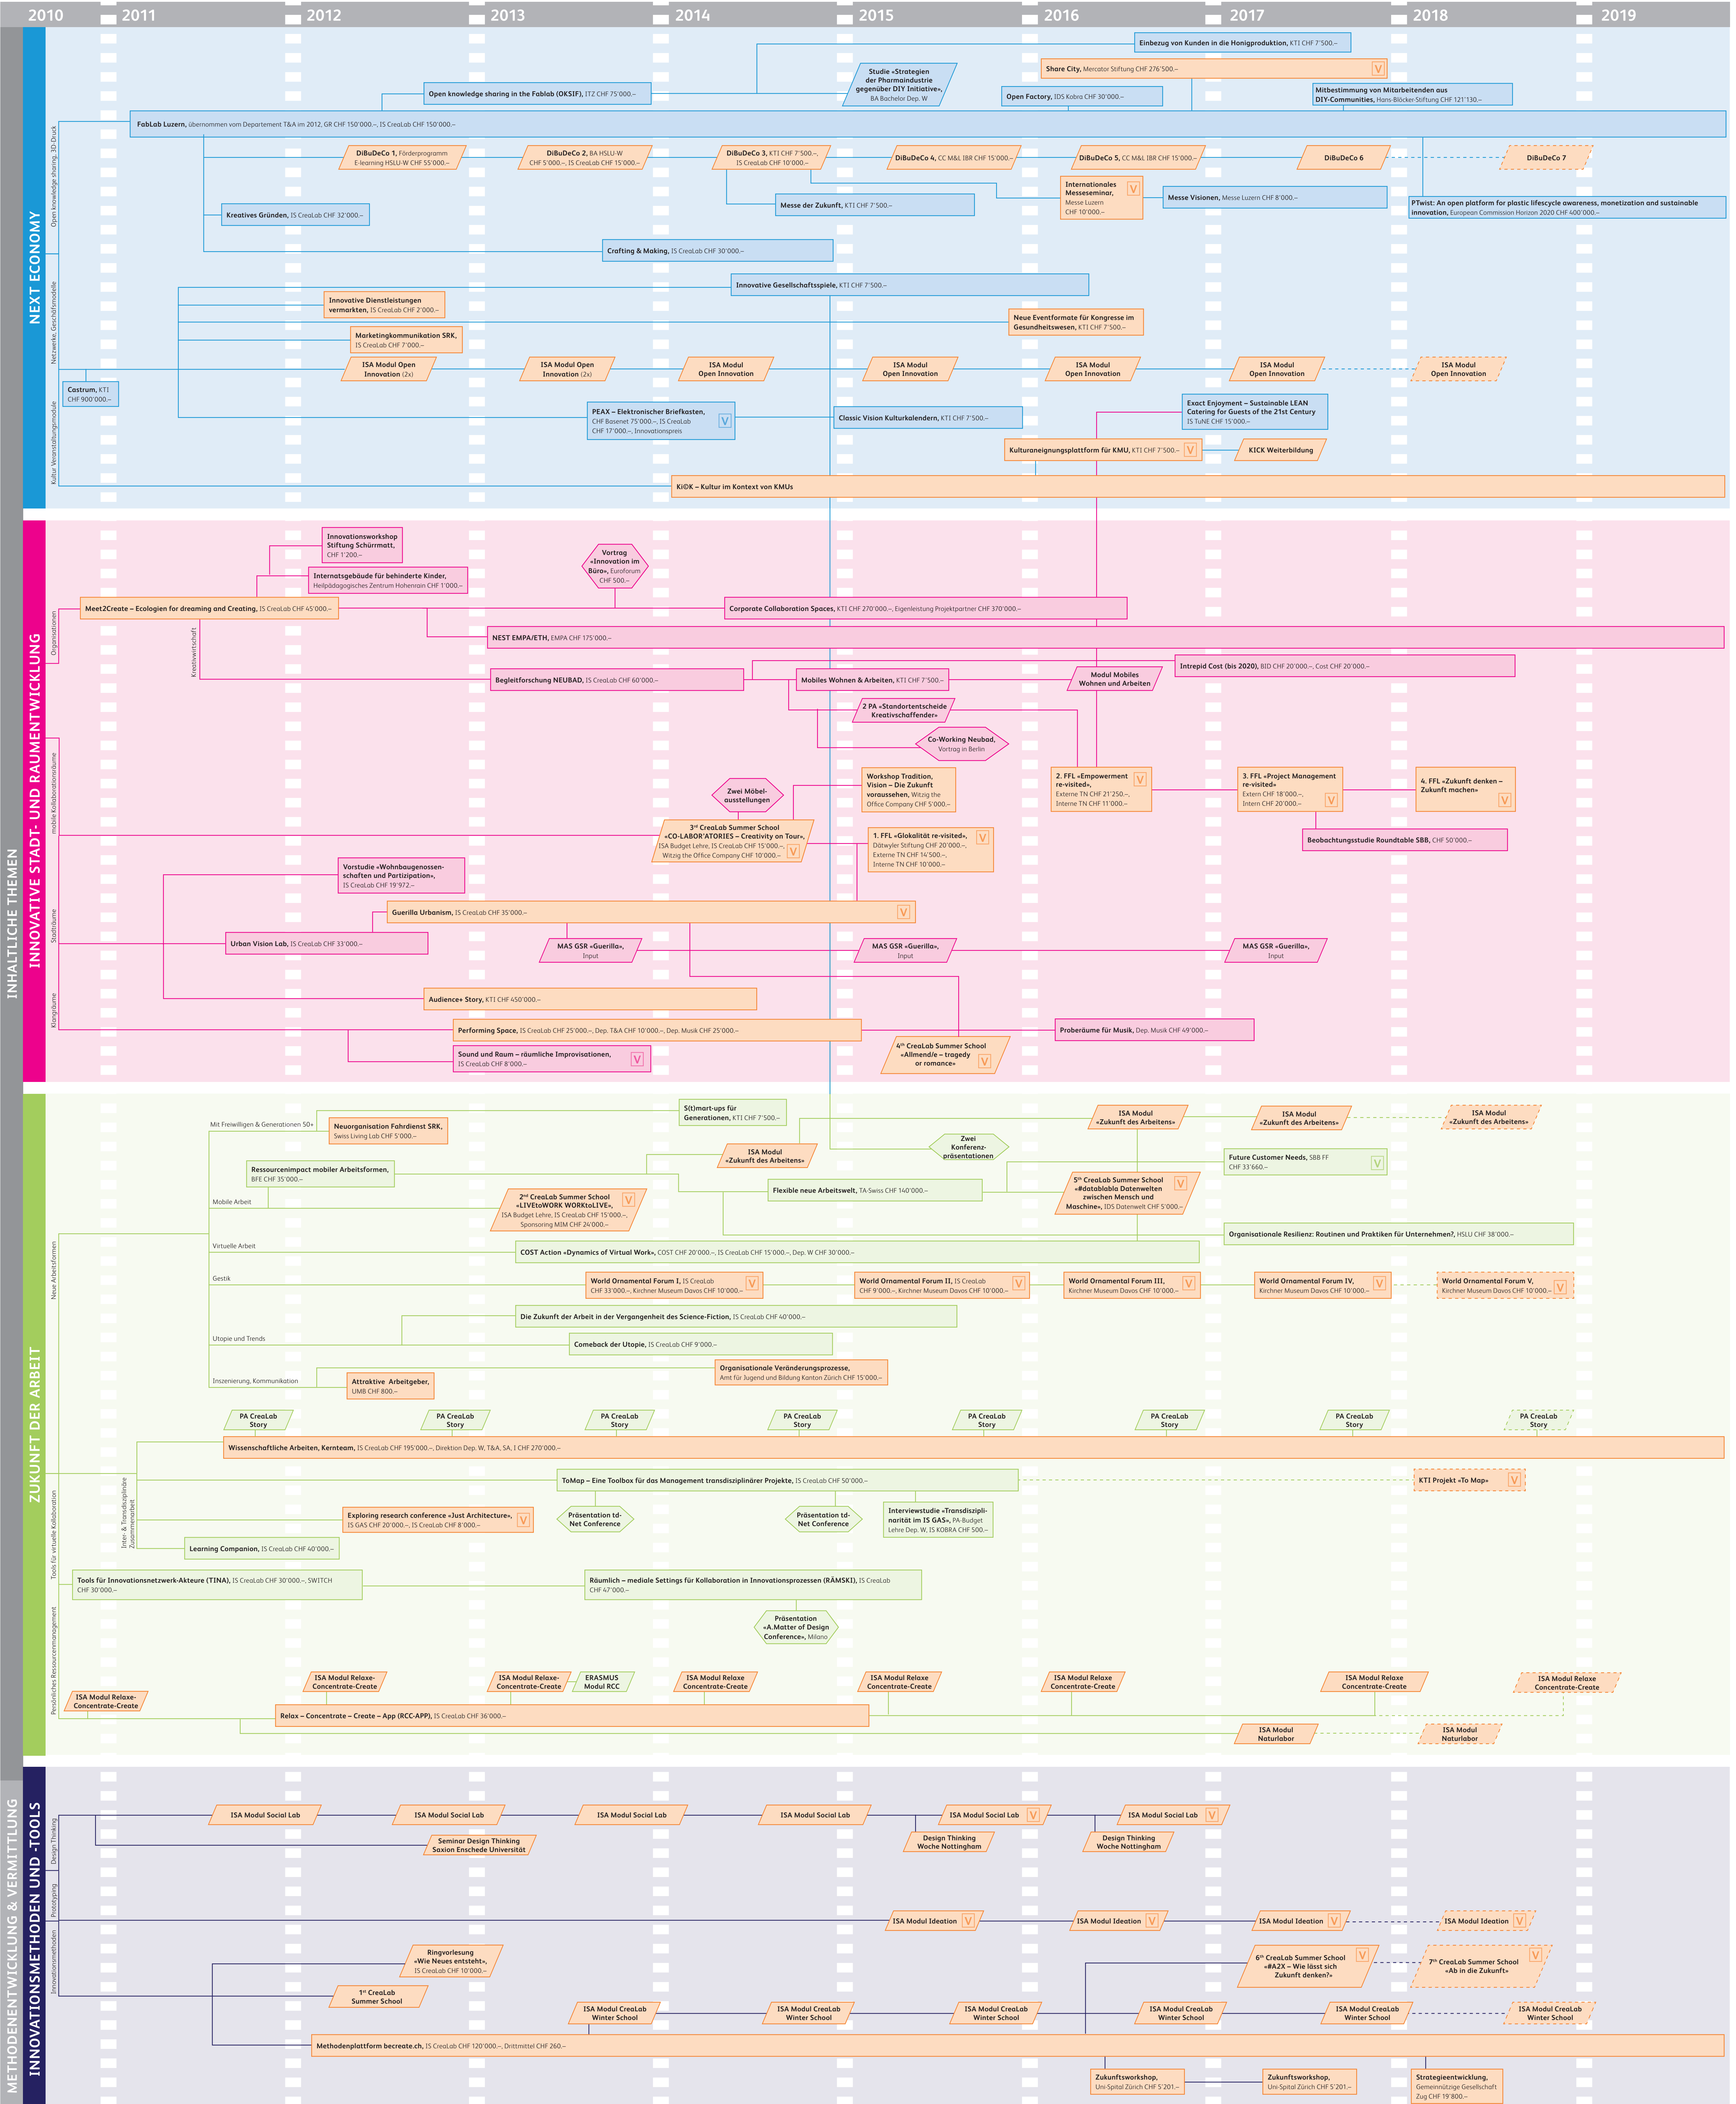 2010 2011 2012 2013 2014 2015 2016 2017 2018 2019
INHALTLICHE THEMEN
METHODENENTWICKLUNG & VERMITTLUNG
NEXT ECONOMY
Open knowledge sharing, 3D-Druck
Netzwerke, Geschäftsmodelle
Kultur Veranstaltungsmodule
Einbezug von Kunden in die Honigproduktion, KTI CHF 7'500.–
Share City, Mercator Stiftung CHF 276'500.–
V
Studie «Strategien
der Pharmaindustrie
gegenüber DIY Initiative»,
BA Bachelor Dep. W
Open knowledge sharing in the Fablab (OKSIF), ITZ CHF 75'000.–
Open Factory, IDS Kobra CHF 30'000.–
Mitbestimmung von Mitarbeitenden aus
DIY-Communities, Hans-Blöcker-Stiftung CHF 121'130.–
FabLab Luzern, übernommen vom Departement T&A im 2012, GR CHF 150'000.–, IS CreaLab CHF 150'000.–
DiBuDeCo 1, Förderprogramm
E-learning HSLU-W CHF 55'000.–
DiBuDeCo 2, BA HSLU-W
CHF 5'000.–, IS CreaLab CHF 15'000.–
DiBuDeCo 3, KTI CHF 7'500.–,
IS CreaLab CHF 10'000.–
DiBuDeCo 4, CC M&L IBR CHF 15'000.–
DiBuDeCo 5, CC M&L IBR CHF 15'000.–
DiBuDeCo 6
DiBuDeCo 7
Kreatives Gründen, IS CreaLab CHF 32'000.–
Messe der Zukunft, KTI CHF 7'500.–
Internationales
Messeseminar,
Messe Luzern
CHF 10'000.–
V
Messe Visionen, Messe Luzern CHF 8'000.–
PTwist: An open platform for plastic lifecycle awareness, monetization and sustainable
innovation, European Commission Horizon 2020 CHF 400'000.–
Crafting & Making, IS CreaLab CHF 30'000.–
Innovative Gesellschaftsspiele, KTI CHF 7'500.–
Innovative Dienstleistungen
vermarkten, IS CreaLab CHF 2'000.–
Neue Eventformate für Kongresse im
Gesundheitswesen, KTI CHF 7'500.–
Marketingkommunikation SRK,
IS CreaLab CHF 7'000.–
ISA Modul Open
Innovation (2x)
ISA Modul Open
Innovation (2x)
ISA Modul
Open Innovation
ISA Modul
Open Innovation
ISA Modul
Open Innovation
ISA Modul
Open Innovation
ISA Modul
Open Innovation
Castrum, KTI
CHF 900'000.–
PEAX – Elektronischer Briefkasten,
CHF Basenet 75'000.–, IS CreaLab
CHF 17'000.–, Innovationspreis
V
Classic Vision Kulturkalendern, KTI CHF 7'500.–
Exact Enjoyment – Sustainable LEAN
Catering for Guests of the 21st Century
IS TuNE CHF 15'000.–
Kulturaneignungsplattform für KMU, KTI CHF 7'500.–
V
KICK Weiterbildung
Ki©K – Kultur im Kontext von KMUs
INNOVATIVE STADT- UND RAUMENTWICKLUNG
Organisationen
mobile Kollaborationsräume
Stadträume
Klangräume
Kreativwirtschaft
Innovationsworkshop
Stiftung Schürmatt,
CHF 1'200.–
Internatsgebäude für behinderte Kinder,
Heilpädagogisches Zentrum Hohenrain CHF 1'000.–
Vortrag
«Innovation im
Büro», Euroforum
CHF 500.–
Meet2Create – Ecologien for dreaming and Creating, IS CreaLab CHF 45'000.–
Corporate Collaboration Spaces, KTI CHF 270'000.–, Eigenleistung Projektpartner CHF 370'000.–
NEST EMPA/ETH, EMPA CHF 175'000.–
Intrepid Cost (bis 2020), BID CHF 20'000.–, Cost CHF 20'000.–
Begleitforschung NEUBAD, IS CreaLab CHF 60'000.–
Mobiles Wohnen & Arbeiten, KTI CHF 7'500.–
Modul Mobiles
Wohnen und Arbeiten
2 PA «Standortentscheide
Kreativschaffender»
Co-Working Neubad,
Vortrag in Berlin
Zwei Möbel-
ausstellungen
Workshop Tradition,
Vision – Die Zukunft
voraussehen, Witzig the
Office Company CHF 5'000.–
2. FFL «Empowerment
re-visited»,
Externe TN CHF 21'250.–,
Interne TN CHF 11'000.–
V
3. FFL «Project Management
re-visited»
Extern CHF 18'000.–,
Intern CHF 20'000.–
V
4. FFL «Zukunft denken –
Zukunft machen»
V
3rd CreaLab Summer School
«CO-LABOR'ATORIES – Creativity on Tour»,
ISA Budget Lehre, IS CreaLab CHF 15'000.–,
Witzig the Office Company CHF 10'000.–
V
1. FFL «Glokalität re-visited»,
Dätwyler Stiftung CHF 20'000.–,
Externe TN CHF 14'500.–,
Interne TN CHF 10'000.–
V
Beobachtungsstudie Roundtable SBB, CHF 50'000.–
Vorstudie «Wohnbaugenossen-
schaften und Partizipation»,
IS CreaLab CHF 19'972.–
Guerilla Urbanism, IS CreaLab CHF 35'000.–
V
Urban Vision Lab, IS CreaLab CHF 33'000.–
MAS GSR «Guerilla»,
Input
MAS GSR «Guerilla»,
Input
MAS GSR «Guerilla»,
Input
Audience+ Story, KTI CHF 450'000.–
Performing Space, IS CreaLab CHF 25'000.–, Dep. T&A CHF 10'000.–, Dep. Musik CHF 25'000.–
Proberäume für Musik, Dep. Musik CHF 49'000.–
Sound und Raum – räumliche Improvisationen,
IS CreaLab CHF 8'000.–
V
4th CreaLab Summer School
«Allmend/e – tragedy
or romance»
V
ZUKUNFT DER ARBEIT
Neue Arbeitsformen
Tools für virtuelle Kollaboration
Persönliches Ressourcenmanagement
Inter- & Transdisziplinäre
Zusammenarbeit
Mit Freiwilligen & Generationen 50+
S(t)mart-ups für
Generationen, KTI CHF 7'500.–
Neuorganisation Fahrdienst SRK,
Swiss Living Lab CHF 5'000.–
ISA Modul
«Zukunft des Arbeitens»
ISA Modul
«Zukunft des Arbeitens»
ISA Modul
«Zukunft des Arbeitens»
ISA Modul
«Zukunft des Arbeitens»
Zwei
Konferenz-
präsentationen
Ressourcenimpact mobiler Arbeitsformen,
BFE CHF 35'000.–
Future Customer Needs, SBB FF
CHF 33'660.–
V
Mobile Arbeit
2nd CreaLab Summer School
«LIVEtoWORK WORKtoLIVE»,
ISA Budget Lehre, IS CreaLab CHF 15'000.–,
Sponsoring MIM CHF 24'000.–
V
Flexible neue Arbeitswelt, TA-Swiss CHF 140'000.–
5th CreaLab Summer School
«#datablabla Datenwelten
zwischen Mensch und
Maschine», IDS Datenwelt CHF 5'000.–
V
Organisationale Resilienz: Routinen und Praktiken für Unternehmen?, HSLU CHF 38'000.–
Virtuelle Arbeit
COST Action «Dynamics of Virtual Work», COST CHF 20'000.–, IS CreaLab CHF 15'000.–, Dep. W CHF 30'000.–
Gestik
World Ornamental Forum I, IS CreaLab
CHF 33'000.–, Kirchner Museum Davos CHF 10'000.–
V
World Ornamental Forum II, IS CreaLab
CHF 9'000.–, Kirchner Museum Davos CHF 10'000.–
V
World Ornamental Forum III,
Kirchner Museum Davos CHF 10'000.–
V
World Ornamental Forum IV,
Kirchner Museum Davos CHF 10'000.–
V
World Ornamental Forum V,
Kirchner Museum Davos CHF 10'000.–
V
Die Zukunft der Arbeit in der Vergangenheit des Science-Fiction, IS CreaLab CHF 40'000.–
Utopie und Trends
Comeback der Utopie, IS CreaLab CHF 9'000.–
Organisationale Veränderungsprozesse,
Amt für Jugend und Bildung Kanton Zürich CHF 15'000.–
Inszenierung, Kommunikation
Attraktive Arbeitgeber,
UMB CHF 800.–
PA CreaLab
Story
PA CreaLab
Story
PA CreaLab
Story
PA CreaLab
Story
PA CreaLab
Story
PA CreaLab
Story
PA CreaLab
Story
PA CreaLab
Story
Wissenschaftliche Arbeiten, Kernteam, IS CreaLab CHF 195'000.–, Direktion Dep. W, T&A, SA, I CHF 270'000.–
ToMap – Eine Toolbox für das Management transdisziplinärer Projekte, IS CreaLab CHF 50'000.–
KTI Projekt «To Map»
V
Exploring research conference «Just Architecture»,
IS GAS CHF 20'000.–, IS CreaLab CHF 8'000.–
V
Präsentation td-
Net Conference
Präsentation td-
Net Conference
Interviewstudie «Transdiszipli-
narität im IS GAS», PA-Budget
Lehre Dep. W, IS KOBRA CHF 500.–
Learning Companion, IS CreaLab CHF 40'000.–
Tools für Innovationsnetzwerk-Akteure (TINA), IS CreaLab CHF 30'000.–, SWITCH
CHF 30'000.–
Räumlich – mediale Settings für Kollaboration in Innovationsprozessen (RÄMSKI), IS CreaLab
CHF 47'000.–
Präsentation
«A.Matter of Design
Conference», Milano
ISA Modul Relaxe-
Concentrate-Create
ISA Modul Relaxe-
Concentrate-Create
ISA Modul Relaxe-
Concentrate-Create
ERASMUS
Modul RCC
ISA Modul Relaxe
Concentrate-Create
ISA Modul Relaxe
Concentrate-Create
ISA Modul Relaxe
Concentrate-Create
ISA Modul Relaxe
Concentrate-Create
ISA Modul Relaxe
Concentrate-Create
Relax – Concentrate – Create – App (RCC-APP), IS CreaLab CHF 36'000.–
ISA Modul
Naturlabor
ISA Modul
Naturlabor
INNOVATIONSMETHODEN UND -TOOLS
Design Thinking
Prototyping
Innovationsmethoden
ISA Modul Social Lab
ISA Modul Social Lab
ISA Modul Social Lab
ISA Modul Social Lab
ISA Modul Social Lab V
ISA Modul Social Lab V
Seminar Design Thinking
Saxion Enschede Universität
Design Thinking
Woche Nottingham
Design Thinking
Woche Nottingham
ISA Modul Ideation V
ISA Modul Ideation V
ISA Modul Ideation V
ISA Modul Ideation V
Ringvorlesung
«Wie Neues entsteht»,
IS CreaLab CHF 10'000.–
6th CreaLab Summer School
«#A2X – Wie lässt sich
Zukunft denken?»
V
7th CreaLab Summer School
«Ab in die Zukunft»
V
1st CreaLab
Summer School
ISA Modul CreaLab
Winter School
ISA Modul CreaLab
Winter School
ISA Modul CreaLab
Winter School
ISA Modul CreaLab
Winter School
ISA Modul CreaLab
Winter School
ISA Modul CreaLab
Winter School
Methodenplattform becreate.ch, IS CreaLab CHF 120'000.–, Drittmittel CHF 260.–
Zukunftsworkshop,
Uni-Spital Zürich CHF 5'201.–
Zukunftsworkshop,
Uni-Spital Zürich CHF 5'201.–
Strategieentwicklung,
Gemeinnützige Gesellschaft
Zug CHF 19'800.–